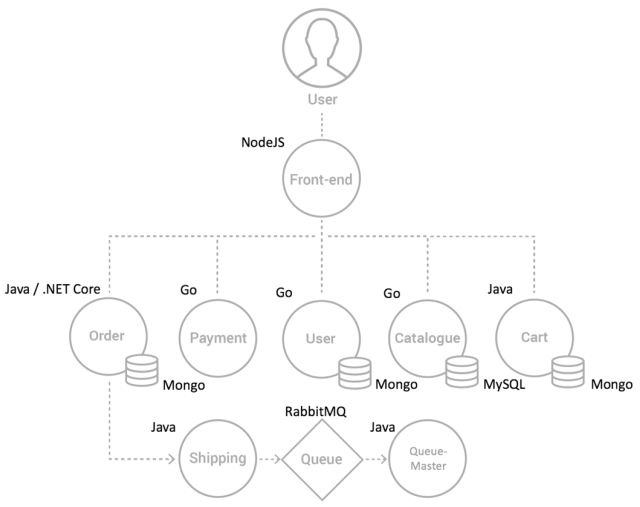 User
NodeJS
Front-end
Java / .NET Core
Go
Go
Go
Java
Order
Payment
User
Catalogue
Cart
Mongo
Mongo
MySQL
Mongo
Java
RabbitMQ
Java
Shipping
Queue
Queue-
Master